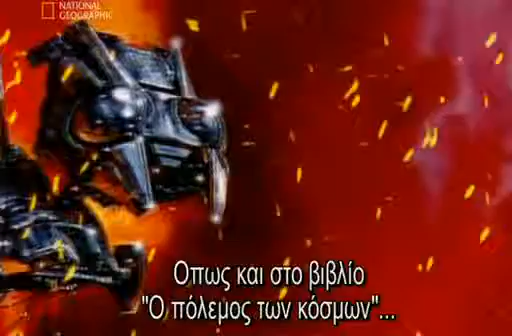 NATIONAL
GEOGRAPHIC
Οπως και στο βιβλίο
"Ο πόλεμος των κόσμων"...